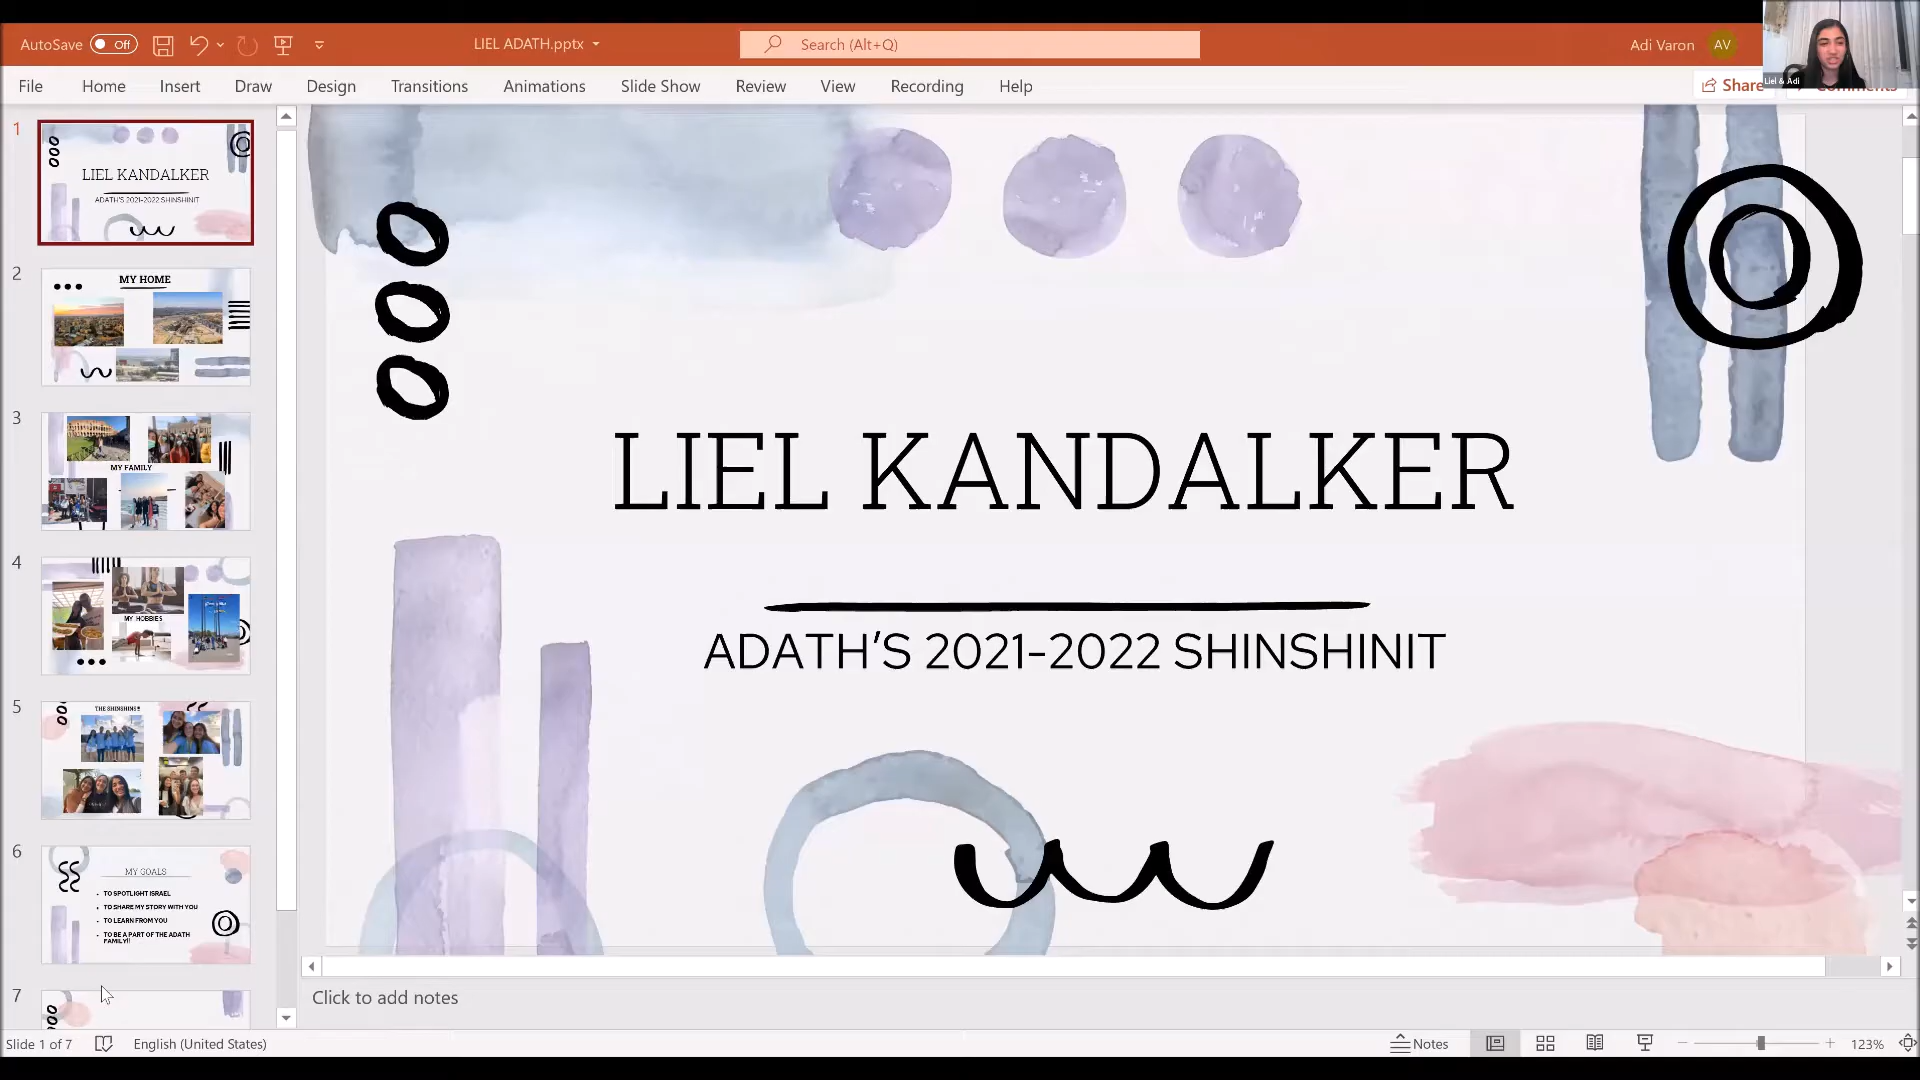 AutoSave Off
LIEL ADATH.pptx
Search (Alt+Q)
Adi Varon AV
Liel & Adi
File Home Insert Draw Design Transitions Animations Slide Show Review View Recording Help
Share Comments
1
LIEL KANDALKER
ADATH'S 2021-2022 SHINSHINIT
2
MY HOME
3
MY FAMILY
4
MY HOBBIES
5
THE SHINSHINS!!
6
MY GOALS
• TO SPOTLIGHT ISRAEL
• TO SHARE MY STORY WITH YOU
• TO LEARN FROM YOU
• TO BE A PART OF THE ADATH
FAMILY!!
7
LIEL KANDALKER
ADATH'S 2021-2022 SHINSHINIT
Click to add notes
Slide 1 of 7 English (United States) Notes 123%